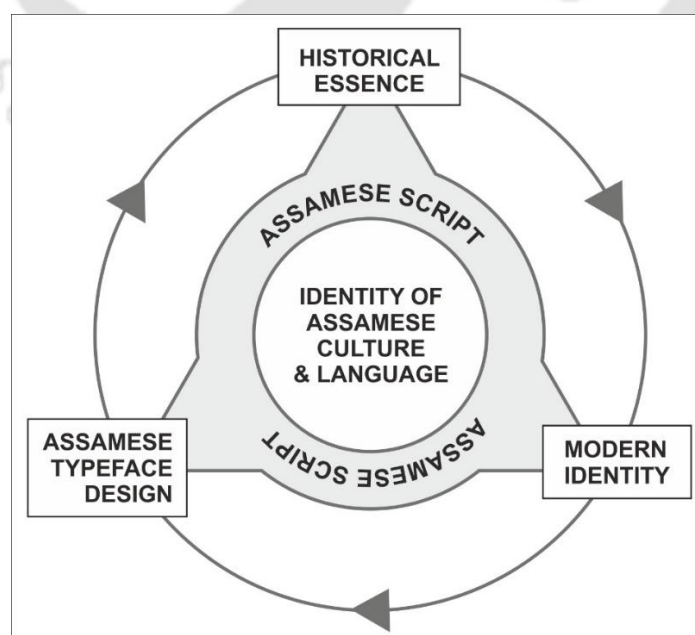 HISTORICAL
ESSENCE
ASSAMESE SCRIPT
IDENTITY OF
ASSAMESE
CULTURE
& LANGUAGE
ASSAMESE
TYPEFACE
DESIGN
ASSAMESE SCRIPT
MODERN
IDENTITY